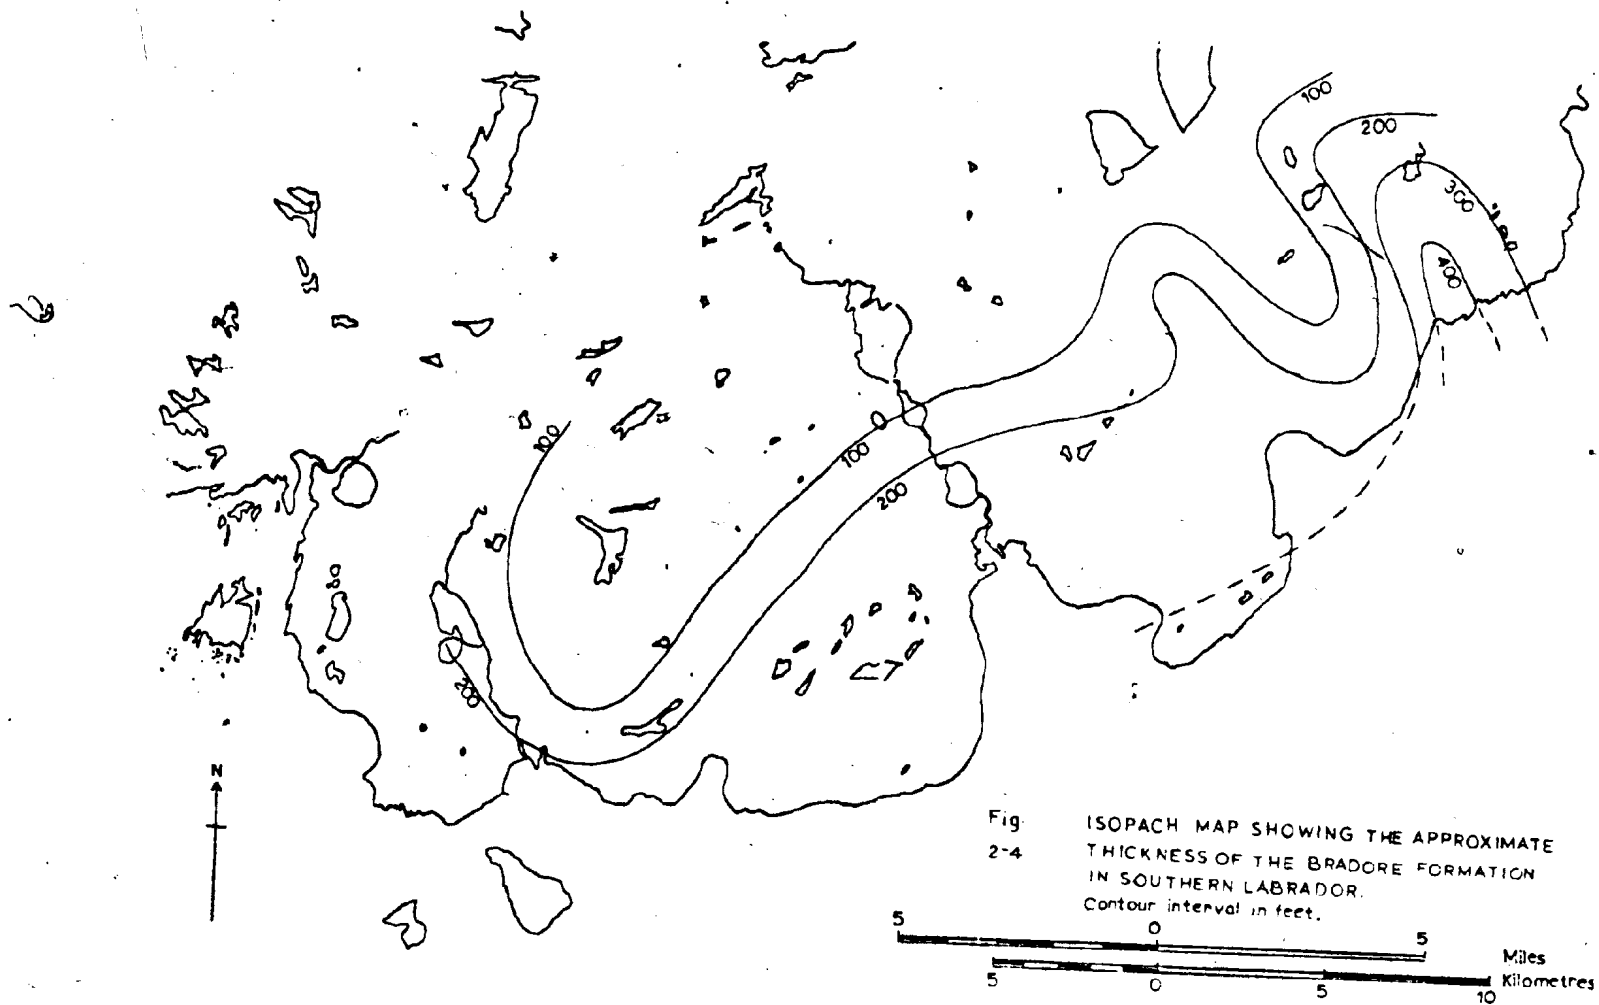 100
200
300
400
100
100
200
200
N
Fig. 2-4
ISOPACH MAP SHOWING THE APPROXIMATE
THICKNESS OF THE BRADORE FORMATION
IN SOUTHERN LABRADOR.
Contour interval in feet.
5 0 5
Miles
Kilometres
5 0 5 10